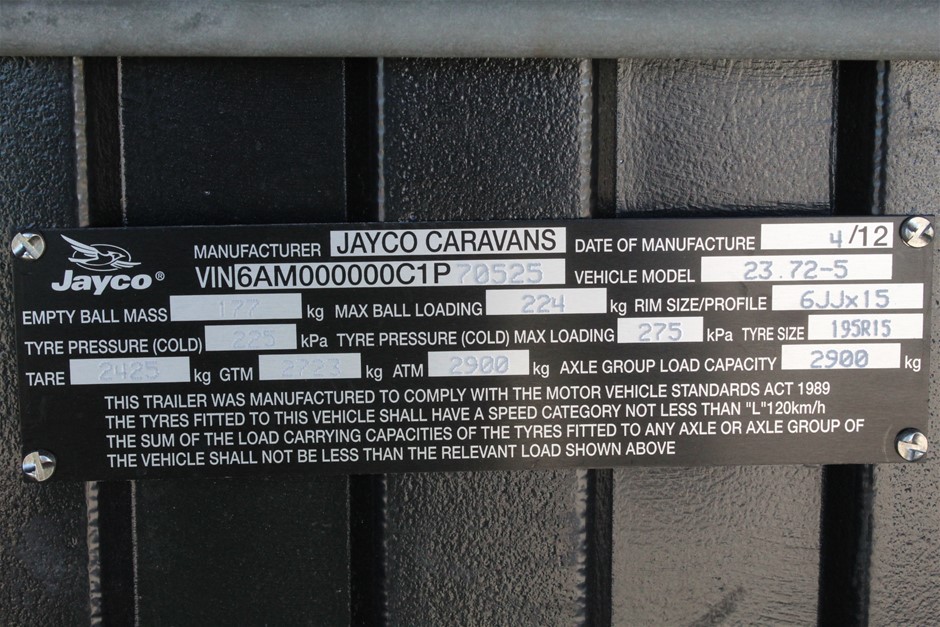 Jayco®
MANUFACTURER JAYCO CARAVANS DATE OF MANUFACTURE 4/12
VIN 6AM000000C1P70525 VEHICLE MODEL 23.72-5
EMPTY BALL MASS 177 kg MAX BALL LOADING 224 kg RIM SIZE/PROFILE 6JJx15
TYRE PRESSURE (COLD) 225 kPa TYRE PRESSURE (COLD) MAX LOADING 275 kPa TYRE SIZE 195R15
TARE 2425 kg GTM 2723 kg ATM 2900 kg AXLE GROUP LOAD CAPACITY 2900 kg
THIS TRAILER WAS MANUFACTURED TO COMPLY WITH THE MOTOR VEHICLE STANDARDS ACT 1989
THE TYRES FITTED TO THIS VEHICLE SHALL HAVE A SPEED CATEGORY NOT LESS THAN "L"120km/h
THE SUM OF THE LOAD CARRYING CAPACITIES OF THE TYRES FITTED TO ANY AXLE OR AXLE GROUP OF
THE VEHICLE SHALL NOT BE LESS THAN THE RELEVANT LOAD SHOWN ABOVE